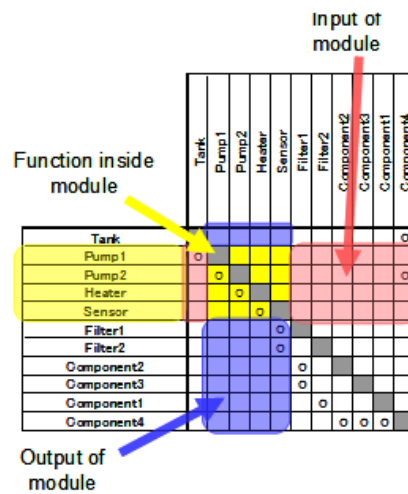 Input of
module
Function inside
module
Tank
Pump1
Pump2
Heater
Sensor
Filter1
Filter2
Component2
Component3
Component1
Component4
Tank o
Pump1 o
Pump2 o o
Heater o
Sensor o
Filter1 o
Filter2 o
Component2 o
Component3 o
Component1 o
Component4 o o o
Output of
module